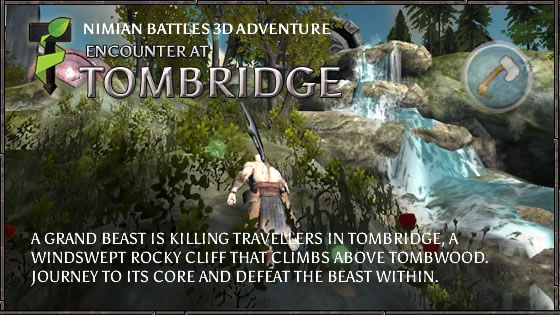 NIMIAN BATTLES 3D ADVENTURE
ENCOUNTER AT
TOMBRIDGE
A GRAND BEAST IS KILLING TRAVELLERS IN TOMBRIDGE, A
WINDSWEPT ROCKY CLIFF THAT CLIMBS ABOVE TOMBWOOD.
JOURNEY TO ITS CORE AND DEFEAT THE BEAST WITHIN.